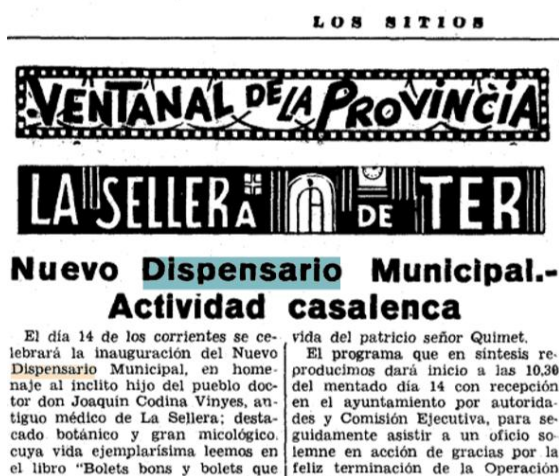 LOS SITIOS
VENTANAL DE LA PROVINCIA
LA SELLERA DE TER
Nuevo Dispensario Municipal.-
Actividad casalenca
El día 14 de los corrientes se ce-
lebrará la inauguración del Nuevo
Dispensario Municipal, en home-
naje al ínclito hijo del pueblo doc-
tor don Joaquín Codina Vinyes, an-
tiguo médico de La Sellera; desta-
cado botánico y gran micológico.
cuya vida ejemplarísima leemos en
el libro "Bolets bons y bolets que
vida del patricio señor Quimet.
El programa que en síntesis re-
producimos dará inicio a las 10,30
del mentado día 14 con recepción
en el ayuntamiento por autorida-
des y Comisión Ejecutiva, para se-
guidamente asistir a un oficio so-
lemne en acción de gracias por la
feliz terminación de la Operación